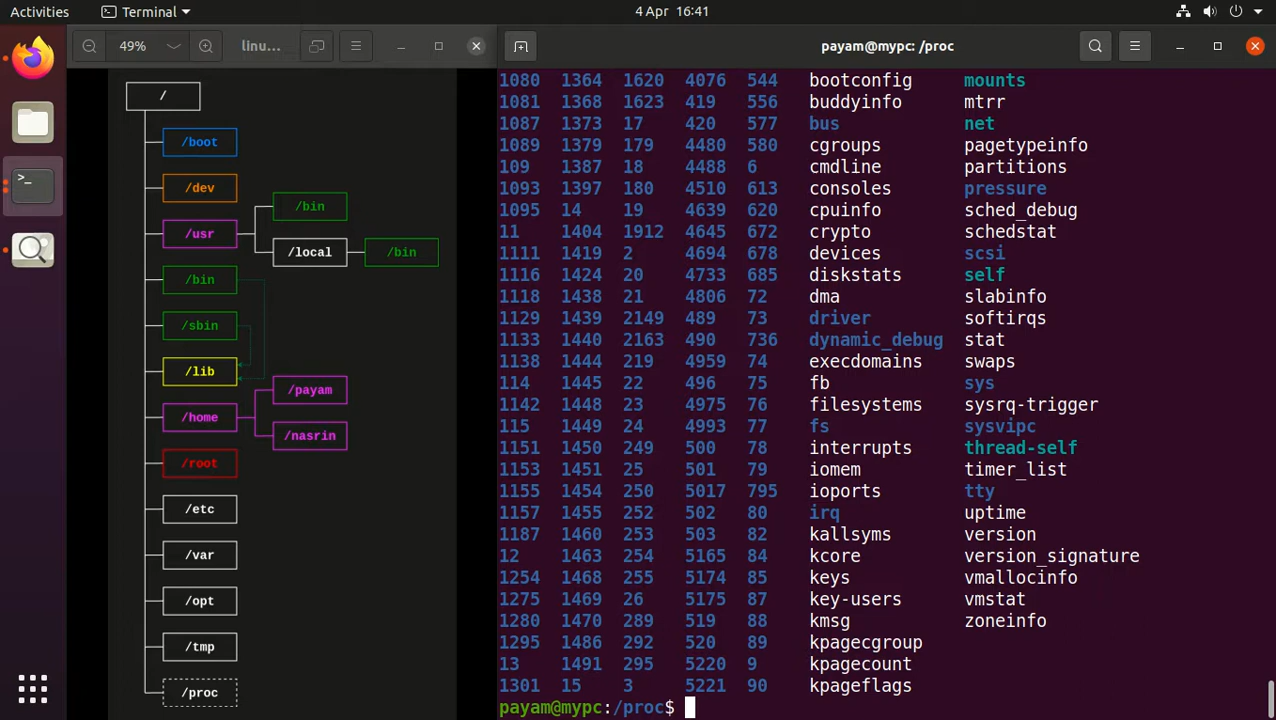 Activities Terminal 4 Apr 16:41
49% linu... payam@mypc: /proc
/
/boot
/dev
/usr
/bin
/local
/bin
/bin
/sbin
/lib
/home
/payam
/nasrin
/root
/etc
/var
/opt
/tmp
/proc
1080 1364 1620 4076 544 bootconfig mounts
1081 1368 1623 419 556 buddyinfo mtrr
1087 1373 17 420 577 bus net
1089 1379 179 4480 580 cgroups pagetypeinfo
109 1387 18 4488 6 cmdline partitions
1093 1397 180 4510 613 consoles pressure
1095 14 19 4639 620 cpuinfo sched_debug
11 1404 1912 4645 672 crypto schedstat
1111 1419 2 4694 678 devices scsi
1116 1424 20 4733 685 diskstats self
1118 1438 21 4806 72 dma slabinfo
1129 1439 2149 489 73 driver softirqs
1133 1440 2163 490 736 dynamic_debug stat
1138 1444 219 4959 74 execdomains swaps
114 1445 22 496 75 fb sys
1142 1448 23 4975 76 filesystems sysrq-trigger
115 1449 24 4993 77 fs sysvipc
1151 1450 249 500 78 interrupts thread-self
1153 1451 25 501 79 iomem timer_list
1155 1454 250 5017 795 ioports tty
1157 1455 252 502 80 irq uptime
1187 1460 253 503 82 kallsyms version
12 1463 254 5165 84 kcore version_signature
1254 1468 255 5174 85 keys vmallocinfo
1275 1469 26 5175 87 key-users vmstat
1280 1470 289 519 88 kmsg zoneinfo
1295 1486 292 520 89 kpagecgroup
13 1491 295 5220 9 kpagecount
1301 15 3 5221 90 kpageflags
payam@mypc:/proc$